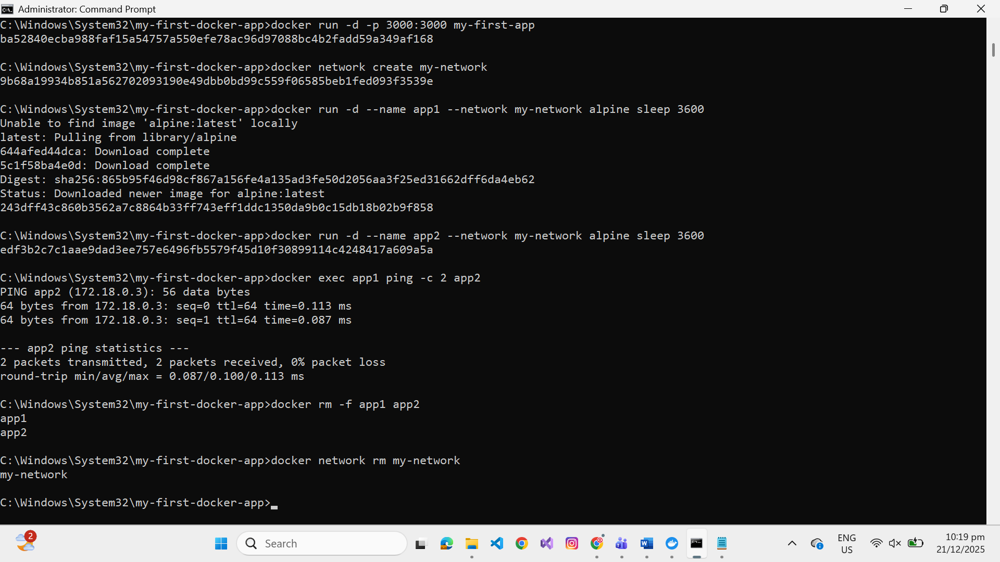 Administrator: Command Prompt
C:\Windows\System32\my-first-docker-app>docker run -d -p 3000:3000 my-first-app
ba52840ecba988faf15a54757a550efe78ac96d97088bc4b2fadd59a349af168
C:\Windows\System32\my-first-docker-app>docker network create my-network
9b68a19934b851a562702093190e49dbb0bd99c559f06585beb1fed093f3539e
C:\Windows\System32\my-first-docker-app>docker run -d --name app1 --network my-network alpine sleep 3600
Unable to find image 'alpine:latest' locally
latest: Pulling from library/alpine
644afed44dca: Download complete
5c1f58ba4e0d: Download complete
Digest: sha256:865b95f46d98cf867a156fe4a135ad3fe50d2056aa3f25ed31662dff6da4eb62
Status: Downloaded newer image for alpine:latest
243dff43c860b3562a7c8864b33ff743eff1ddc1350da9b0c15db18b02b9f858
C:\Windows\System32\my-first-docker-app>docker run -d --name app2 --network my-network alpine sleep 3600
edf3b2c7c1aae9dad3ee757e6496fb5579f45d10f30899114c4248417a609a5a
C:\Windows\System32\my-first-docker-app>docker exec app1 ping -c 2 app2
PING app2 (172.18.0.3): 56 data bytes
64 bytes from 172.18.0.3: seq=0 ttl=64 time=0.113 ms
64 bytes from 172.18.0.3: seq=1 ttl=64 time=0.087 ms
--- app2 ping statistics ---
2 packets transmitted, 2 packets received, 0% packet loss
round-trip min/avg/max = 0.087/0.100/0.113 ms
C:\Windows\System32\my-first-docker-app>docker rm -f app1 app2
app1
app2
C:\Windows\System32\my-first-docker-app>docker network rm my-network
my-network
C:\Windows\System32\my-first-docker-app>
2
Search
ENG
US
10:19 pm
21/12/2025